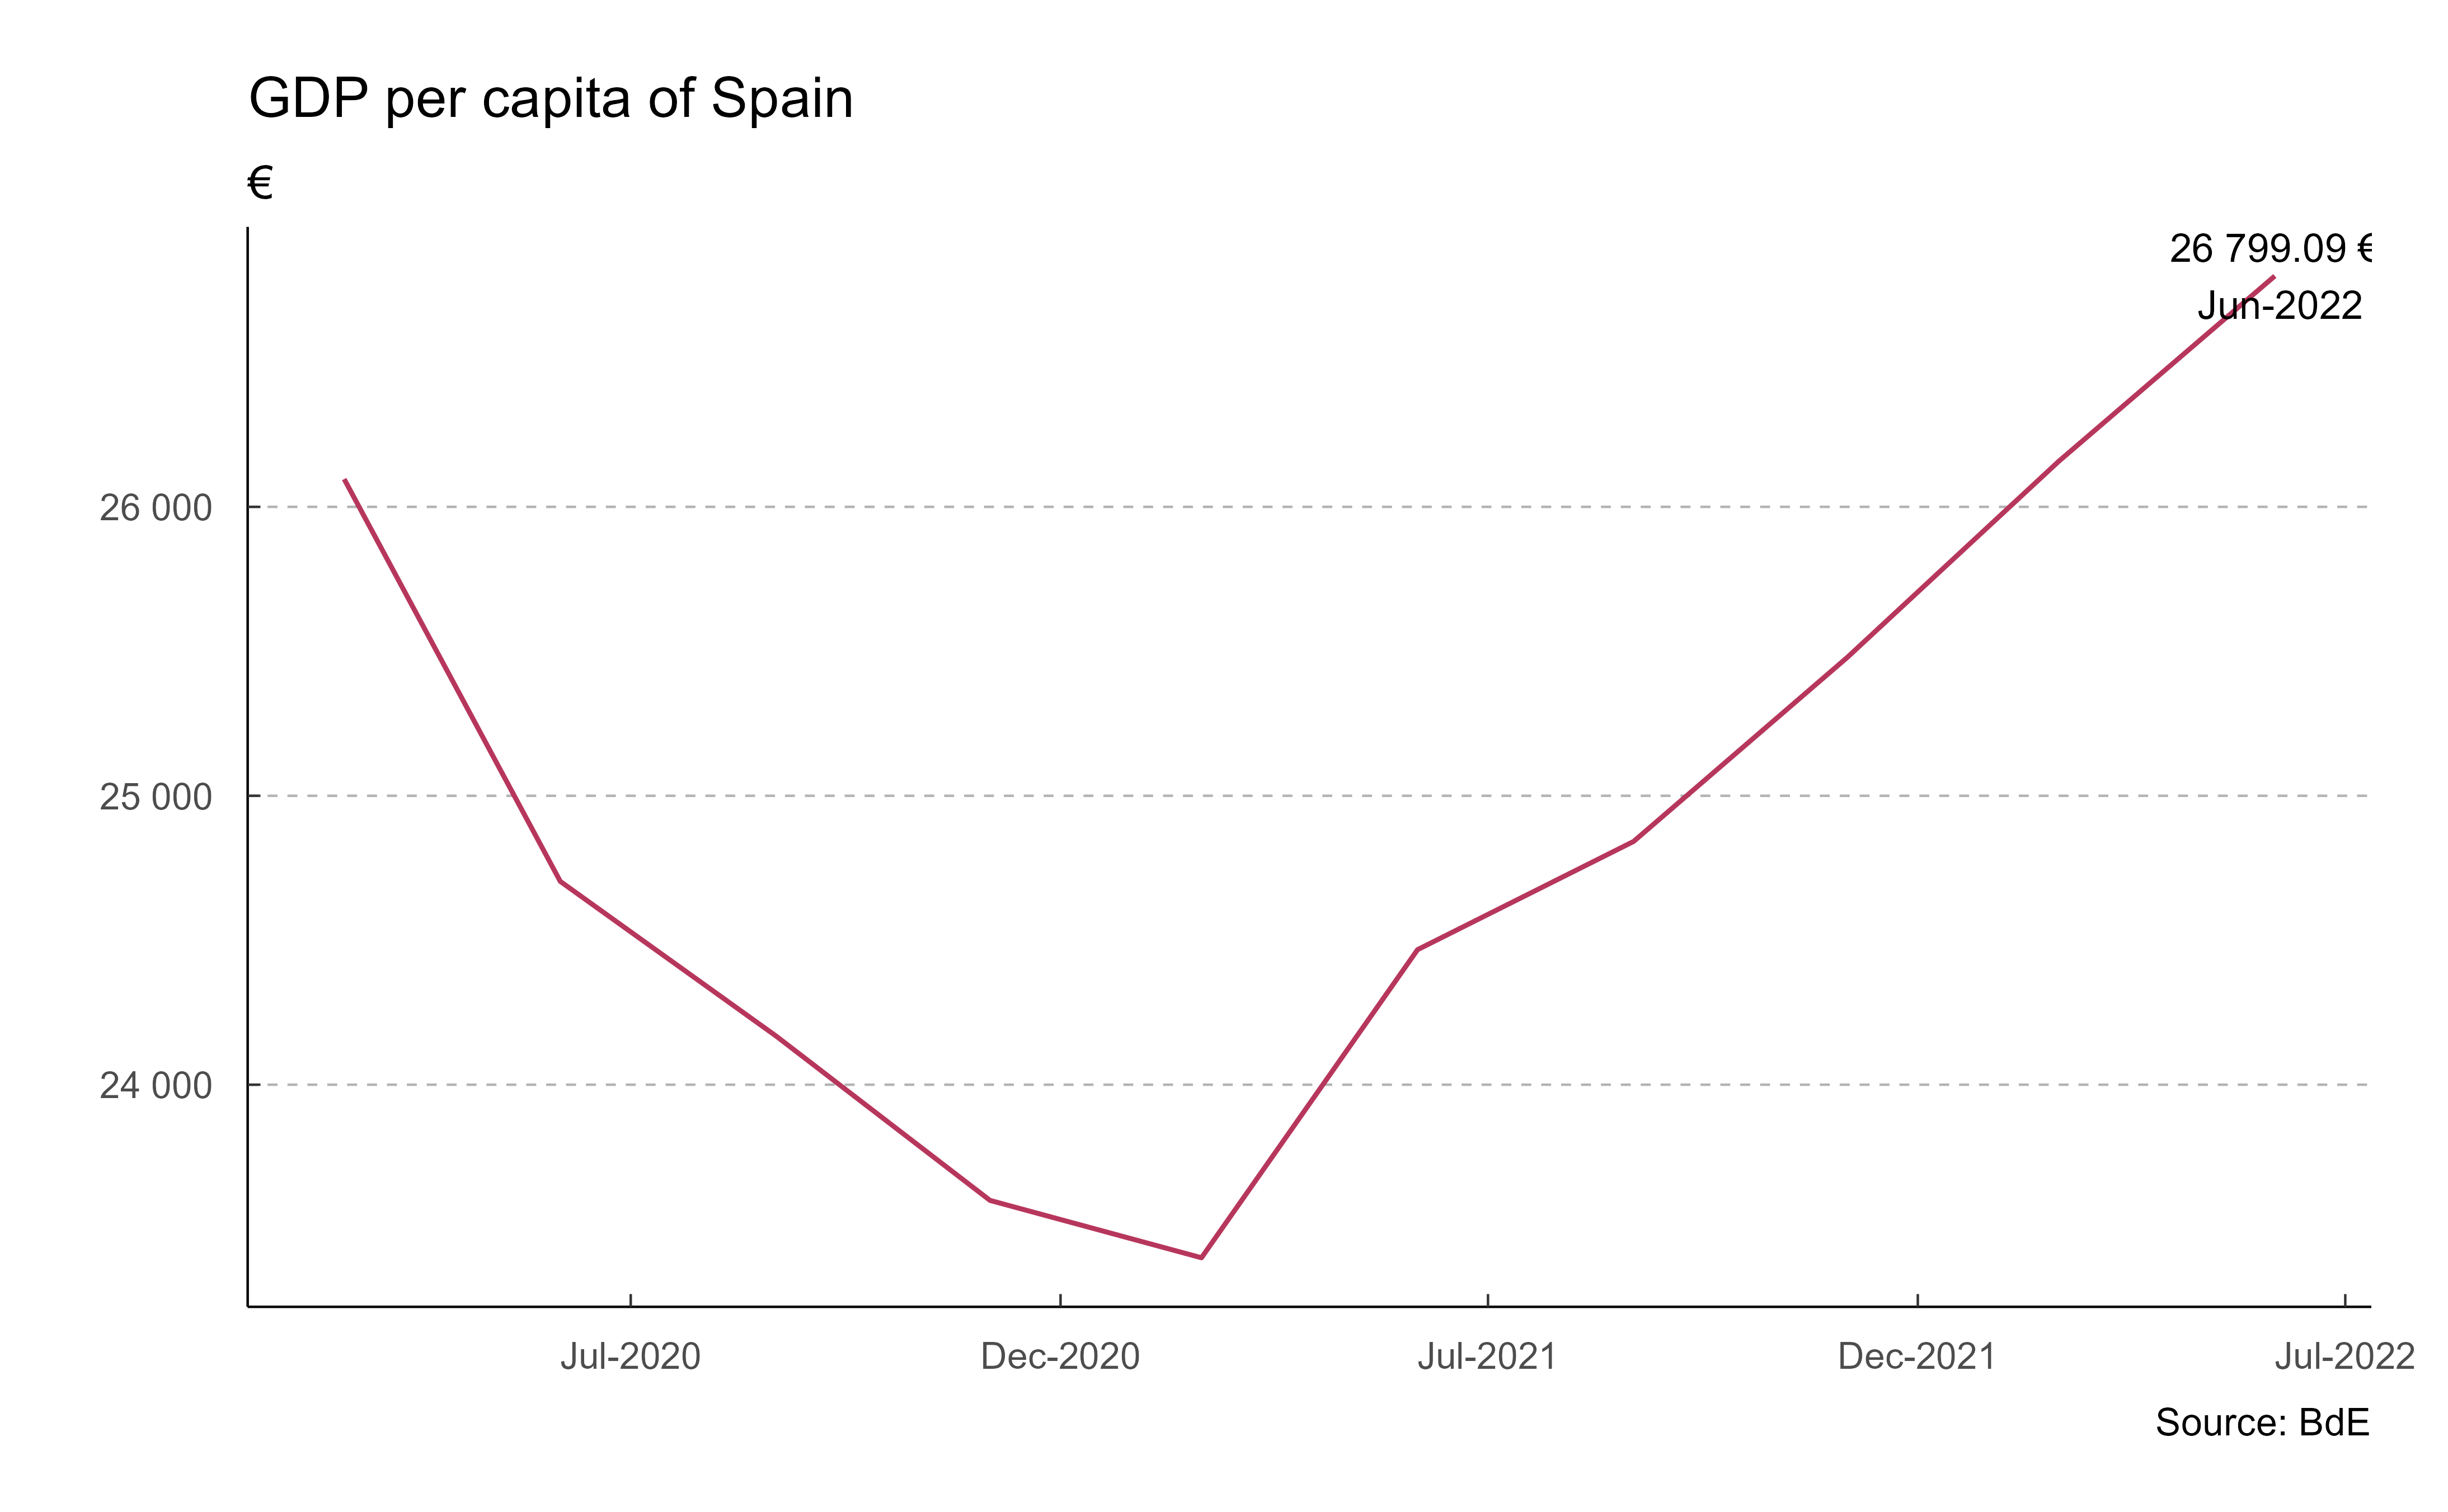 GDP per capita of Spain
€
26 799.09 €
Jun-2022
26 000
25 000
24 000
Jul-2020 Dec-2020 Jul-2021 Dec-2021 Jul-2022
Source: BdE